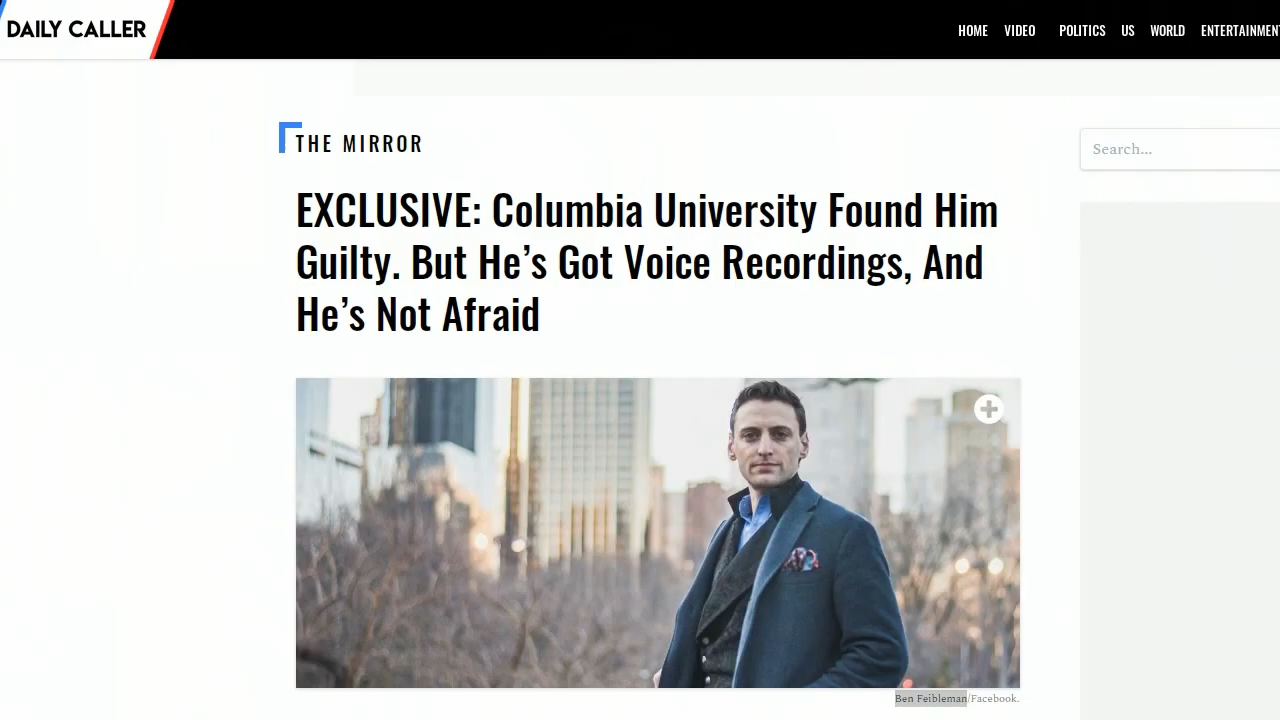 DAILY CALLER
HOME VIDEO POLITICS US WORLD ENTERTAINMENT
THE MIRROR
Search...
EXCLUSIVE: Columbia University Found Him
Guilty. But He’s Got Voice Recordings, And
He’s Not Afraid
Ben Feibleman/Facebook.